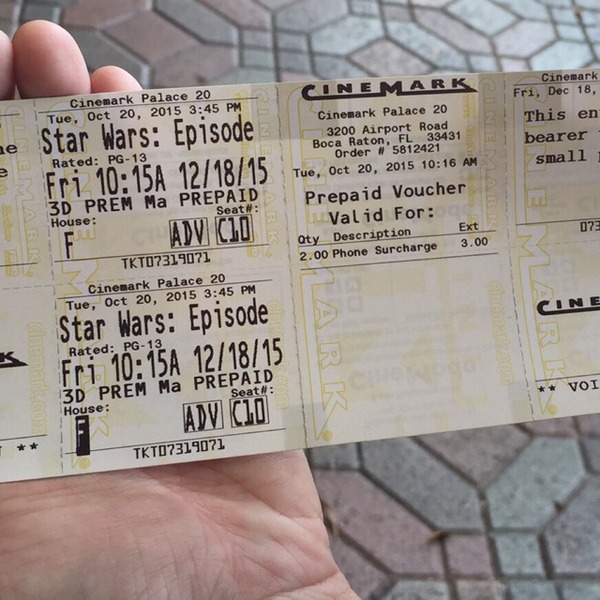 Cinemark Palace 20
Tue, Oct 20, 2015 3:45 PM
Star Wars: Episode
Rated: PG-13
Fri 10:15A 12/18/15
3D PREM Ma PREPAID
House: Seat#:
F ADV C10
TKT07319071
Cinemark Palace 20
Tue, Oct 20, 2015 3:45 PM
Star Wars: Episode
Rated: PG-13
Fri 10:15A 12/18/15
3D PREM Ma PREPAID
House: Seat#:
F ADV C10
TKT07319071
**
CINEMARK
Cinemark Palace 20
3200 Airport Road
Boca Raton, FL 33431
Order # 5812421
Tue, Oct 20, 2015 10:16 AM
Prepaid Voucher
Valid For:
Qty Description Ext
2.00 Phone Surcharge 3.00
Cinemark
Fri, Dec 18,
This en
bearer
small p
073
CINE
** VOI